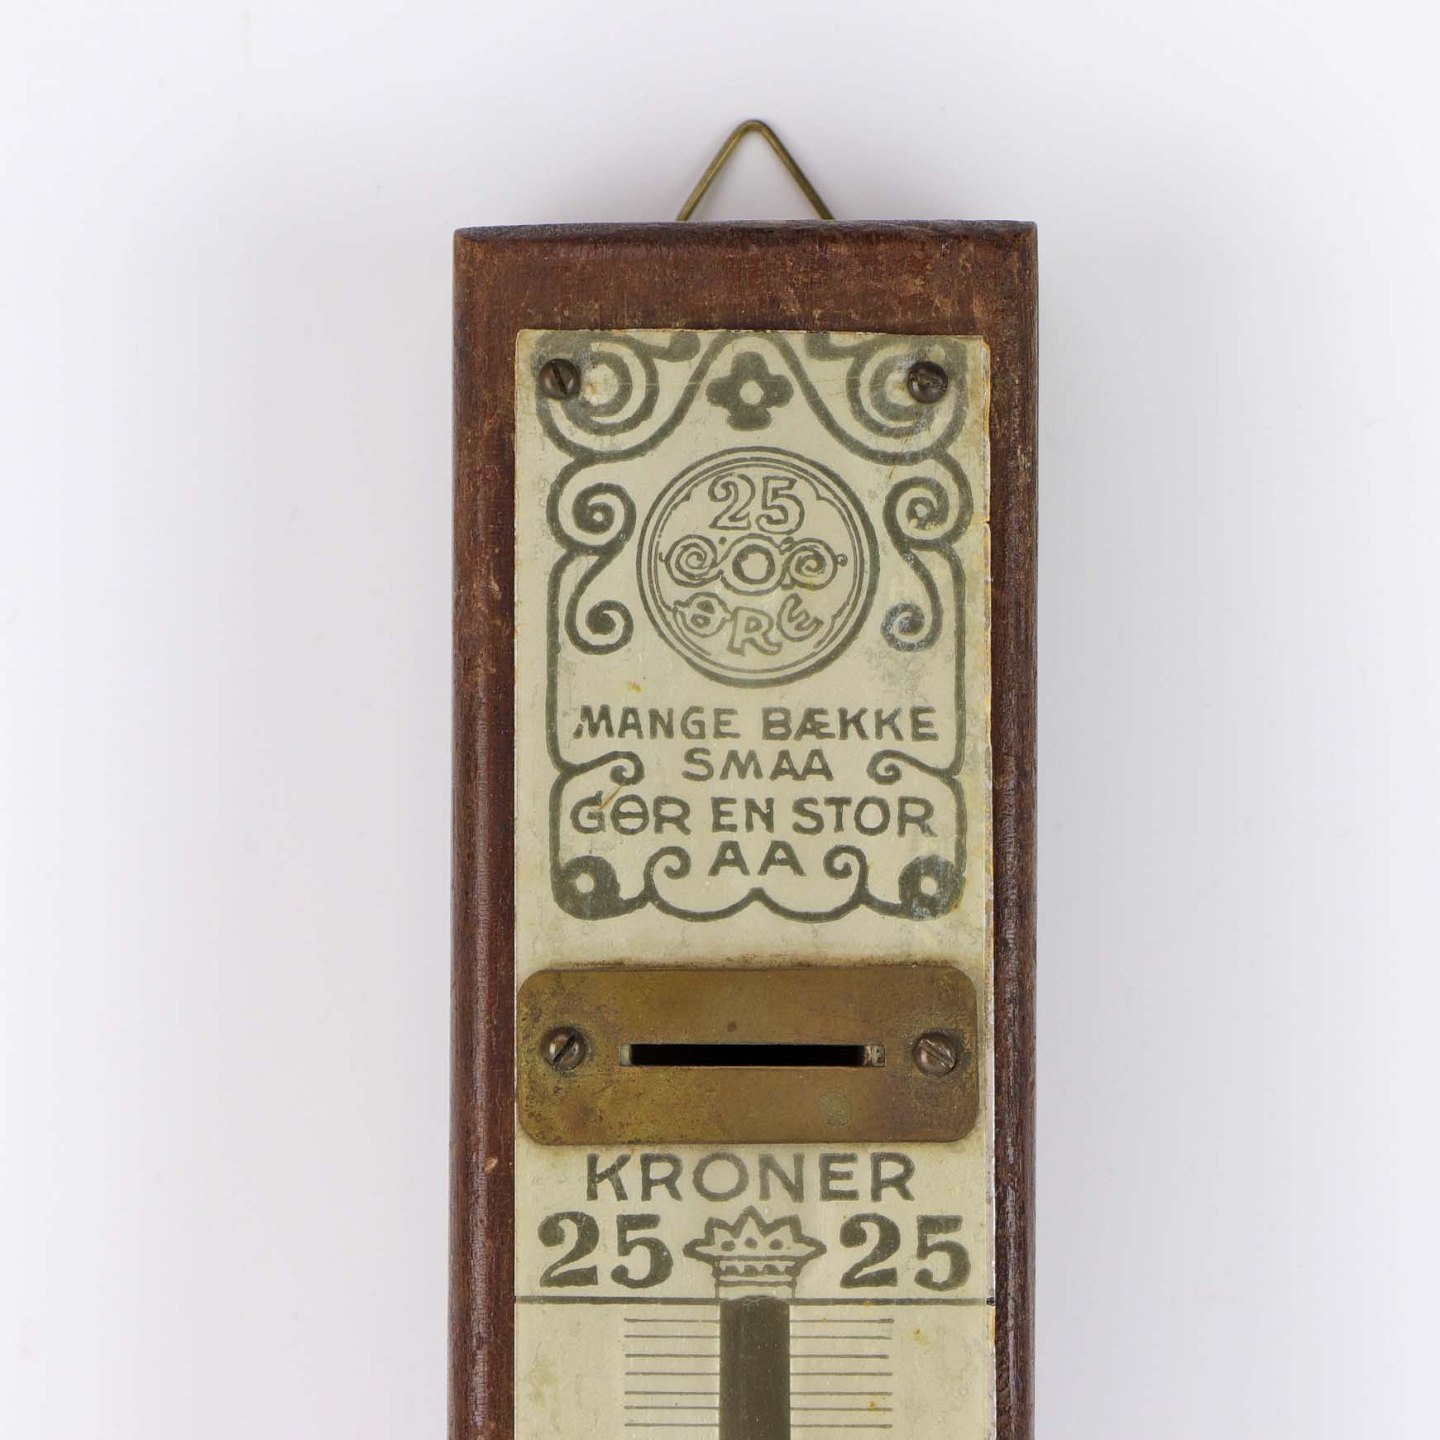 25
ØRE
MANGE BÆKKE
SMAA
GØR EN STOR
AA
KRONER
25 25